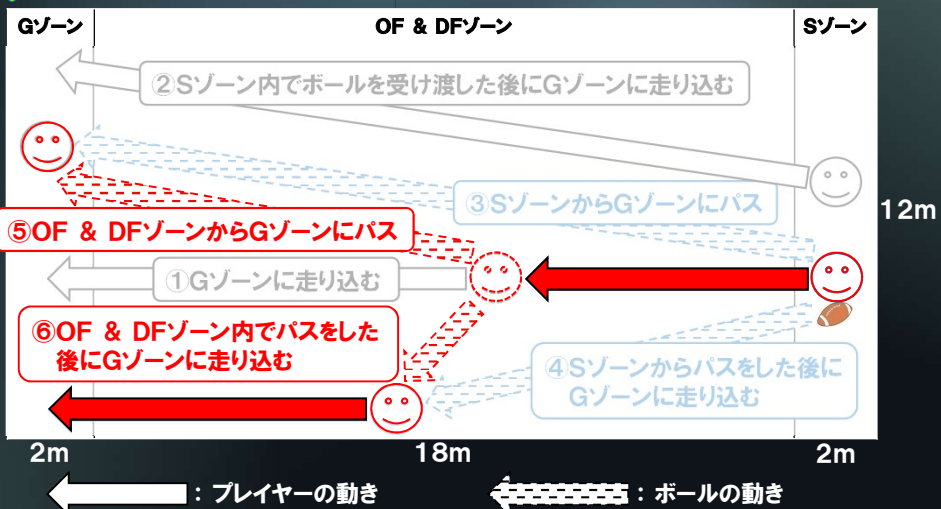 Gゾーン
OF & DFゾーン
Sゾーン
②Sゾーン内でボールを受け渡した後にGゾーンに走り込む
③SゾーンからGゾーンにパス
12m
⑤OF & DFゾーンからGゾーンにパス
①Gゾーンに走り込む
⑥OF & DFゾーン内でパスをした
後にGゾーンに走り込む
④Sゾーンからパスをした後に
Gゾーンに走り込む
2m
18m
2m
：プレイヤーの動き
：ボールの動き